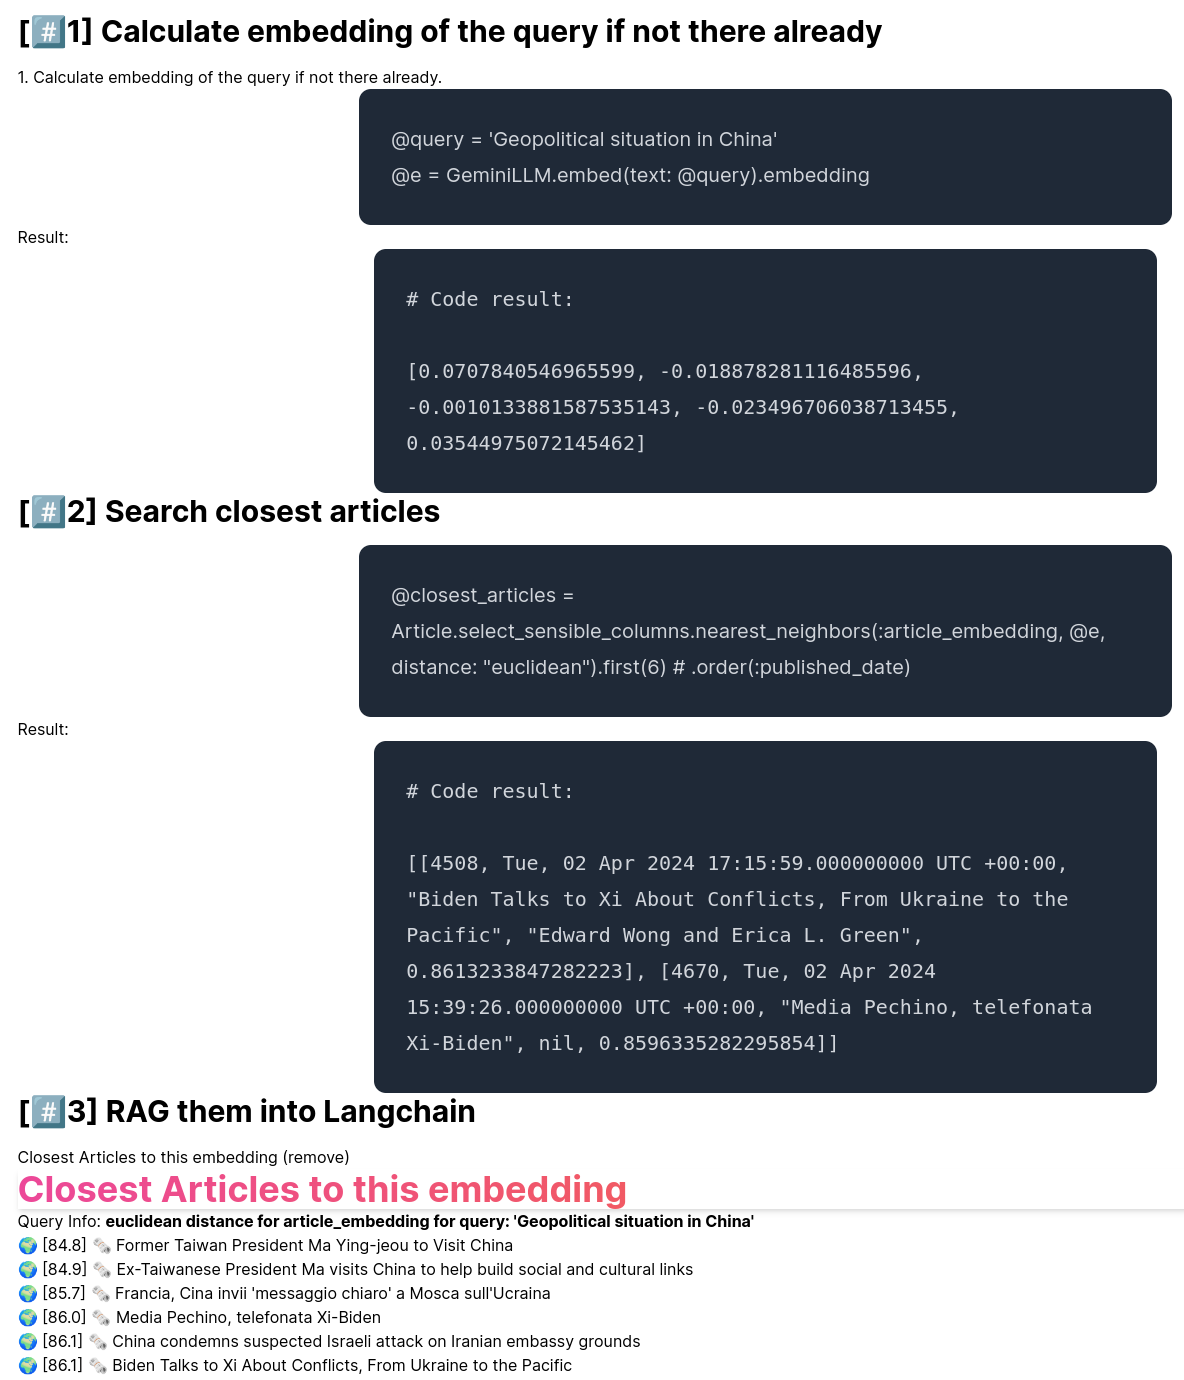 [#️⃣1] Calculate embedding of the query if not there already
1. Calculate embedding of the query if not there already.
@query = 'Geopolitical situation in China'
@e = GeminiLLM.embed(text: @query).embedding
Result:
# Code result:
[0.0707840546965599, -0.018878281116485596,
-0.0010133881587535143, -0.023496706038713455,
0.03544975072145462]
[#️⃣2] Search closest articles
@closest_articles =
Article.select_sensible_columns.nearest_neighbors(:article_embedding, @e,
distance: "euclidean").first(6) # .order(:published_date)
Result:
# Code result:
[[4508, Tue, 02 Apr 2024 17:15:59.000000000 UTC +00:00,
"Biden Talks to Xi About Conflicts, From Ukraine to the
Pacific", "Edward Wong and Erica L. Green",
0.8613233847282223], [4670, Tue, 02 Apr 2024
15:39:26.000000000 UTC +00:00, "Media Pechino, telefonata
Xi-Biden", nil, 0.8596335282295854]]
[#️⃣3] RAG them into Langchain
Closest Articles to this embedding (remove)
Closest Articles to this embedding
Query Info: euclidean distance for article_embedding for query: 'Geopolitical situation in China'
🌍 [84.8] 🗞️ Former Taiwan President Ma Ying-jeou to Visit China
🌍 [84.9] 🗞️ Ex-Taiwanese President Ma visits China to help build social and cultural links
🌍 [85.7] 🗞️ Francia, Cina invii 'messaggio chiaro' a Mosca sull'Ucraina
🌍 [86.0] 🗞️ Media Pechino, telefonata Xi-Biden
🌍 [86.1] 🗞️ China condemns suspected Israeli attack on Iranian embassy grounds
🌍 [86.1] 🗞️ Biden Talks to Xi About Conflicts, From Ukraine to the Pacific